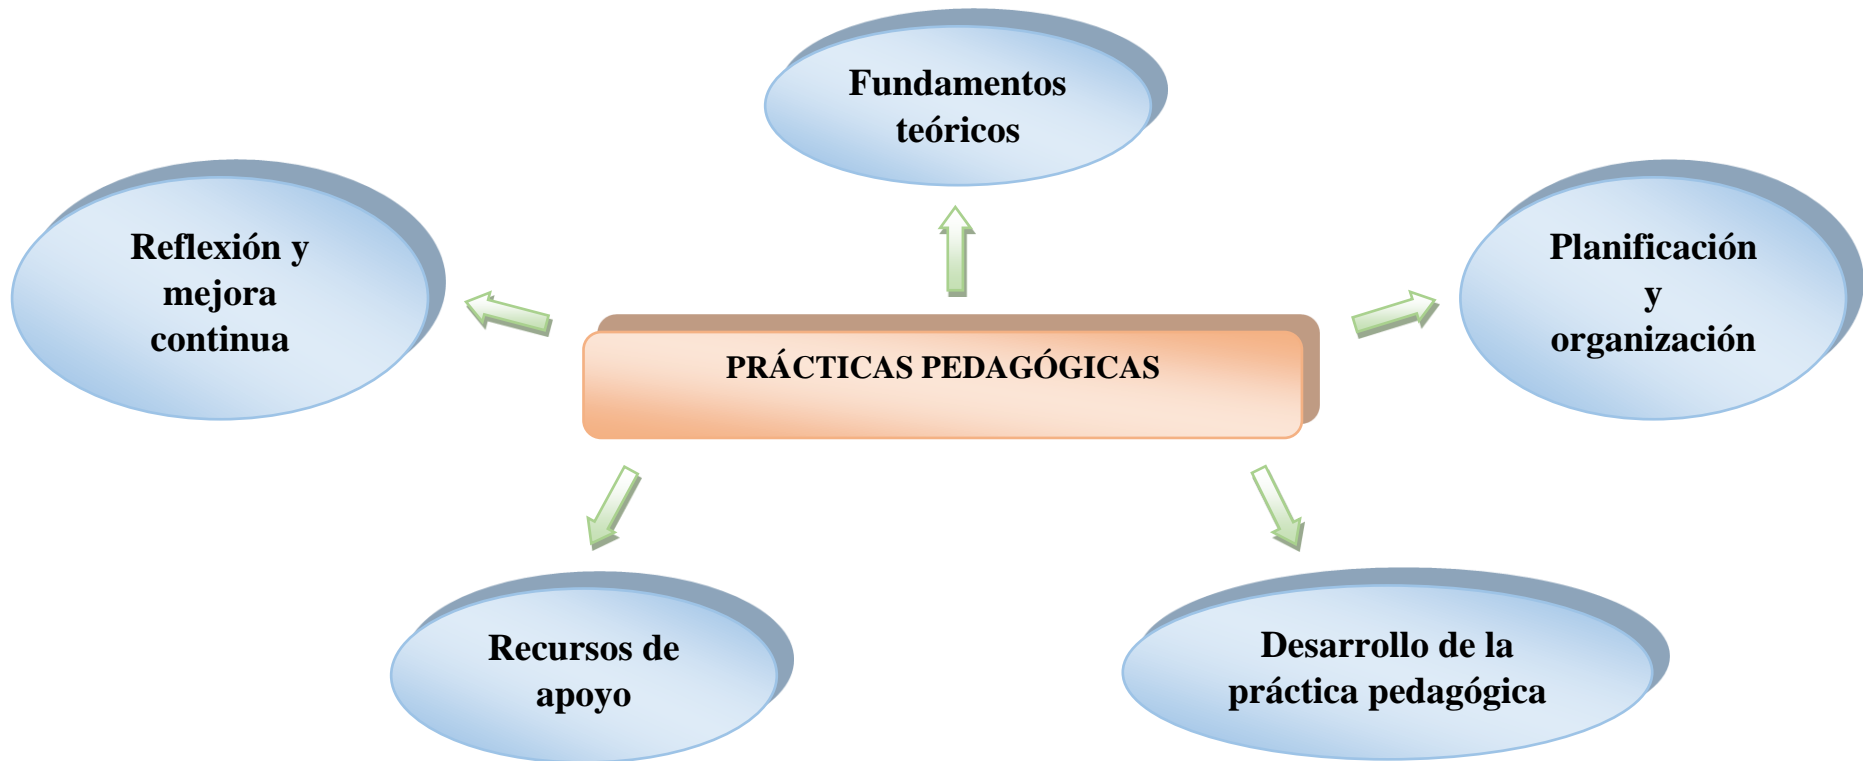 Fundamentos
teóricos
Reflexión y
mejora
continua
Planificación
y
organización
PRÁCTICAS PEDAGÓGICAS
Recursos de
apoyo
Desarrollo de la
práctica pedagógica